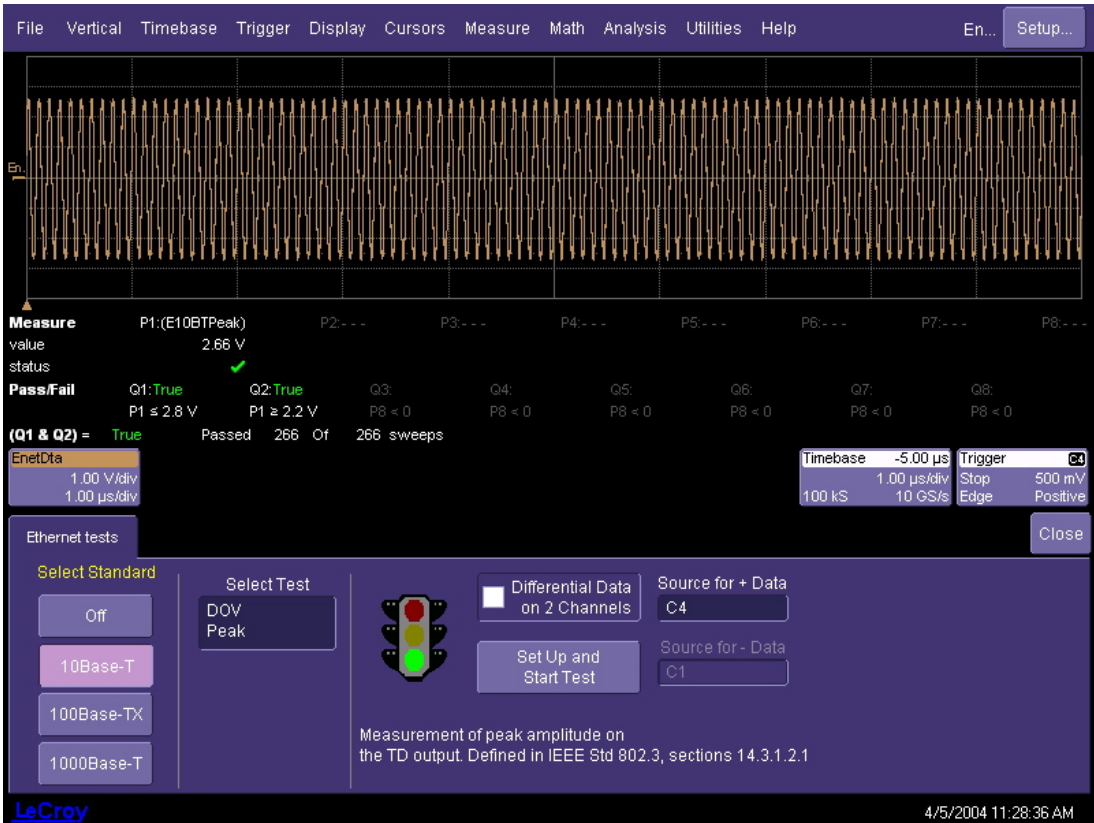 File Vertical Timebase Trigger Display Cursors Measure Math Analysis Utilities Help En... Setup...
En.
Measure P1:(E10BTPeak) P2:- - - P3:- - - P4:- - - P5:- - - P6:- - - P7:- - - P8:- - -
value 2.66 V
status
Pass/Fail Q1:True Q2:True Q3: Q4: Q5: Q6: Q7: Q8:
P1 ≤ 2.8 V P1 ≥ 2.2 V P8 < 0 P8 < 0 P8 < 0 P8 < 0 P8 < 0 P8 < 0
(Q1 & Q2) = True Passed 266 Of 266 sweeps
EnetDta
1.00 V/div
1.00 µs/div
Timebase -5.00 µs
1.00 µs/div
100 kS 10 GS/s
Trigger C4
Stop 500 mV
Edge Positive
Ethernet tests
Close
Select Standard
Off
10Base-T
100Base-TX
1000Base-T
Select Test
DOV
Peak
Differential Data
on 2 Channels
Set Up and
Start Test
Source for + Data
C4
Source for - Data
C1
Measurement of peak amplitude on
the TD output. Defined in IEEE Std 802.3, sections 14.3.1.2.1
LeCroy
4/5/2004 11:28:36 AM